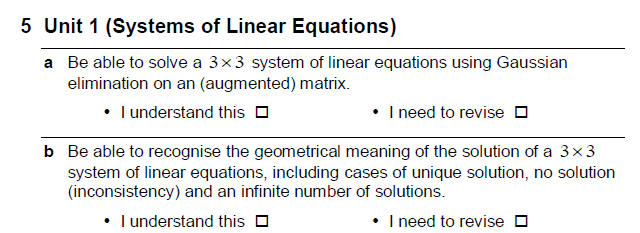 5 Unit 1 (Systems of Linear Equations)
a Be able to solve a 3×3 system of linear equations using Gaussian
elimination on an (augmented) matrix.
• I understand this □ • I need to revise □
b Be able to recognise the geometrical meaning of the solution of a 3×3
system of linear equations, including cases of unique solution, no solution
(inconsistency) and an infinite number of solutions.
• I understand this □ • I need to revise □